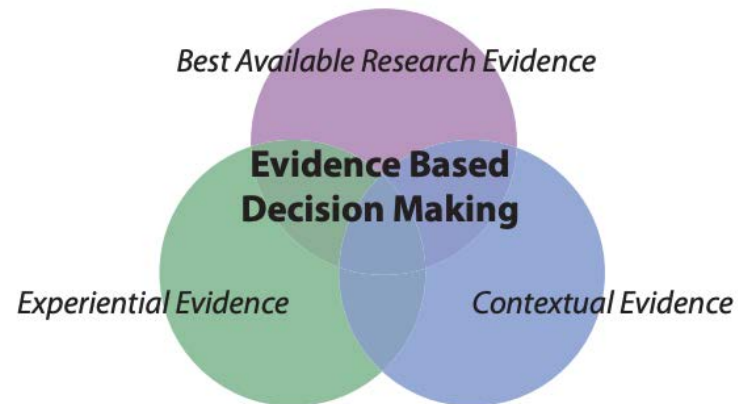 Best Available Research Evidence
Evidence Based
Decision Making
Experiential Evidence
Contextual Evidence